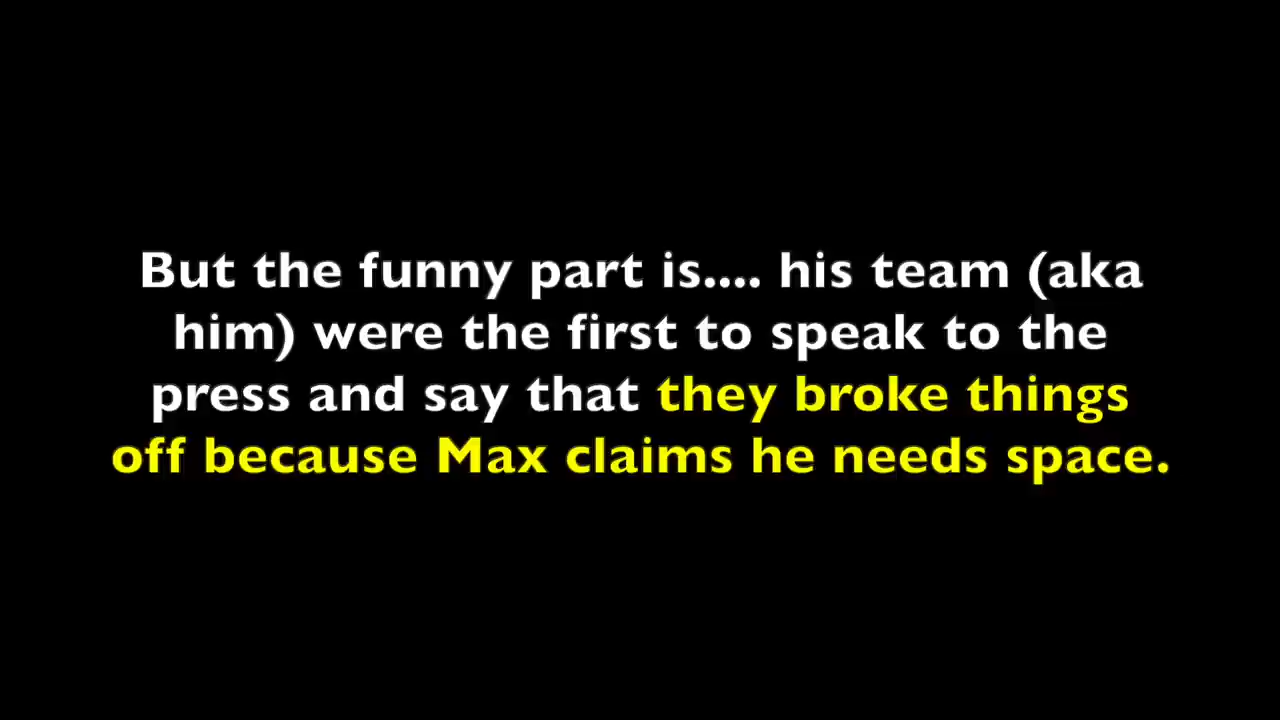 But the funny part is.... his team (aka
him) were the first to speak to the
press and say that they broke things
off because Max claims he needs space.